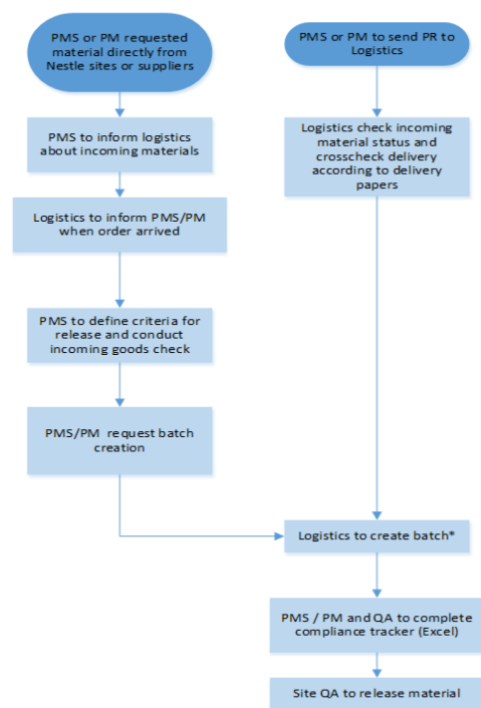 PMS or PM requested
material directly from
Nestle sites or suppliers
PMS to inform logistics
about incoming materials
Logistics to inform PMS/PM
when order arrived
PMS to define criteria for
release and conduct
incoming goods check
PMS/PM request batch
creation
PMS or PM to send PR to
Logistics
Logistics check incoming
material status and
crosscheck delivery
according to delivery
papers
Logistics to create batch*
PMS / PM and QA to complete
compliance tracker (Excel)
Site QA to release material